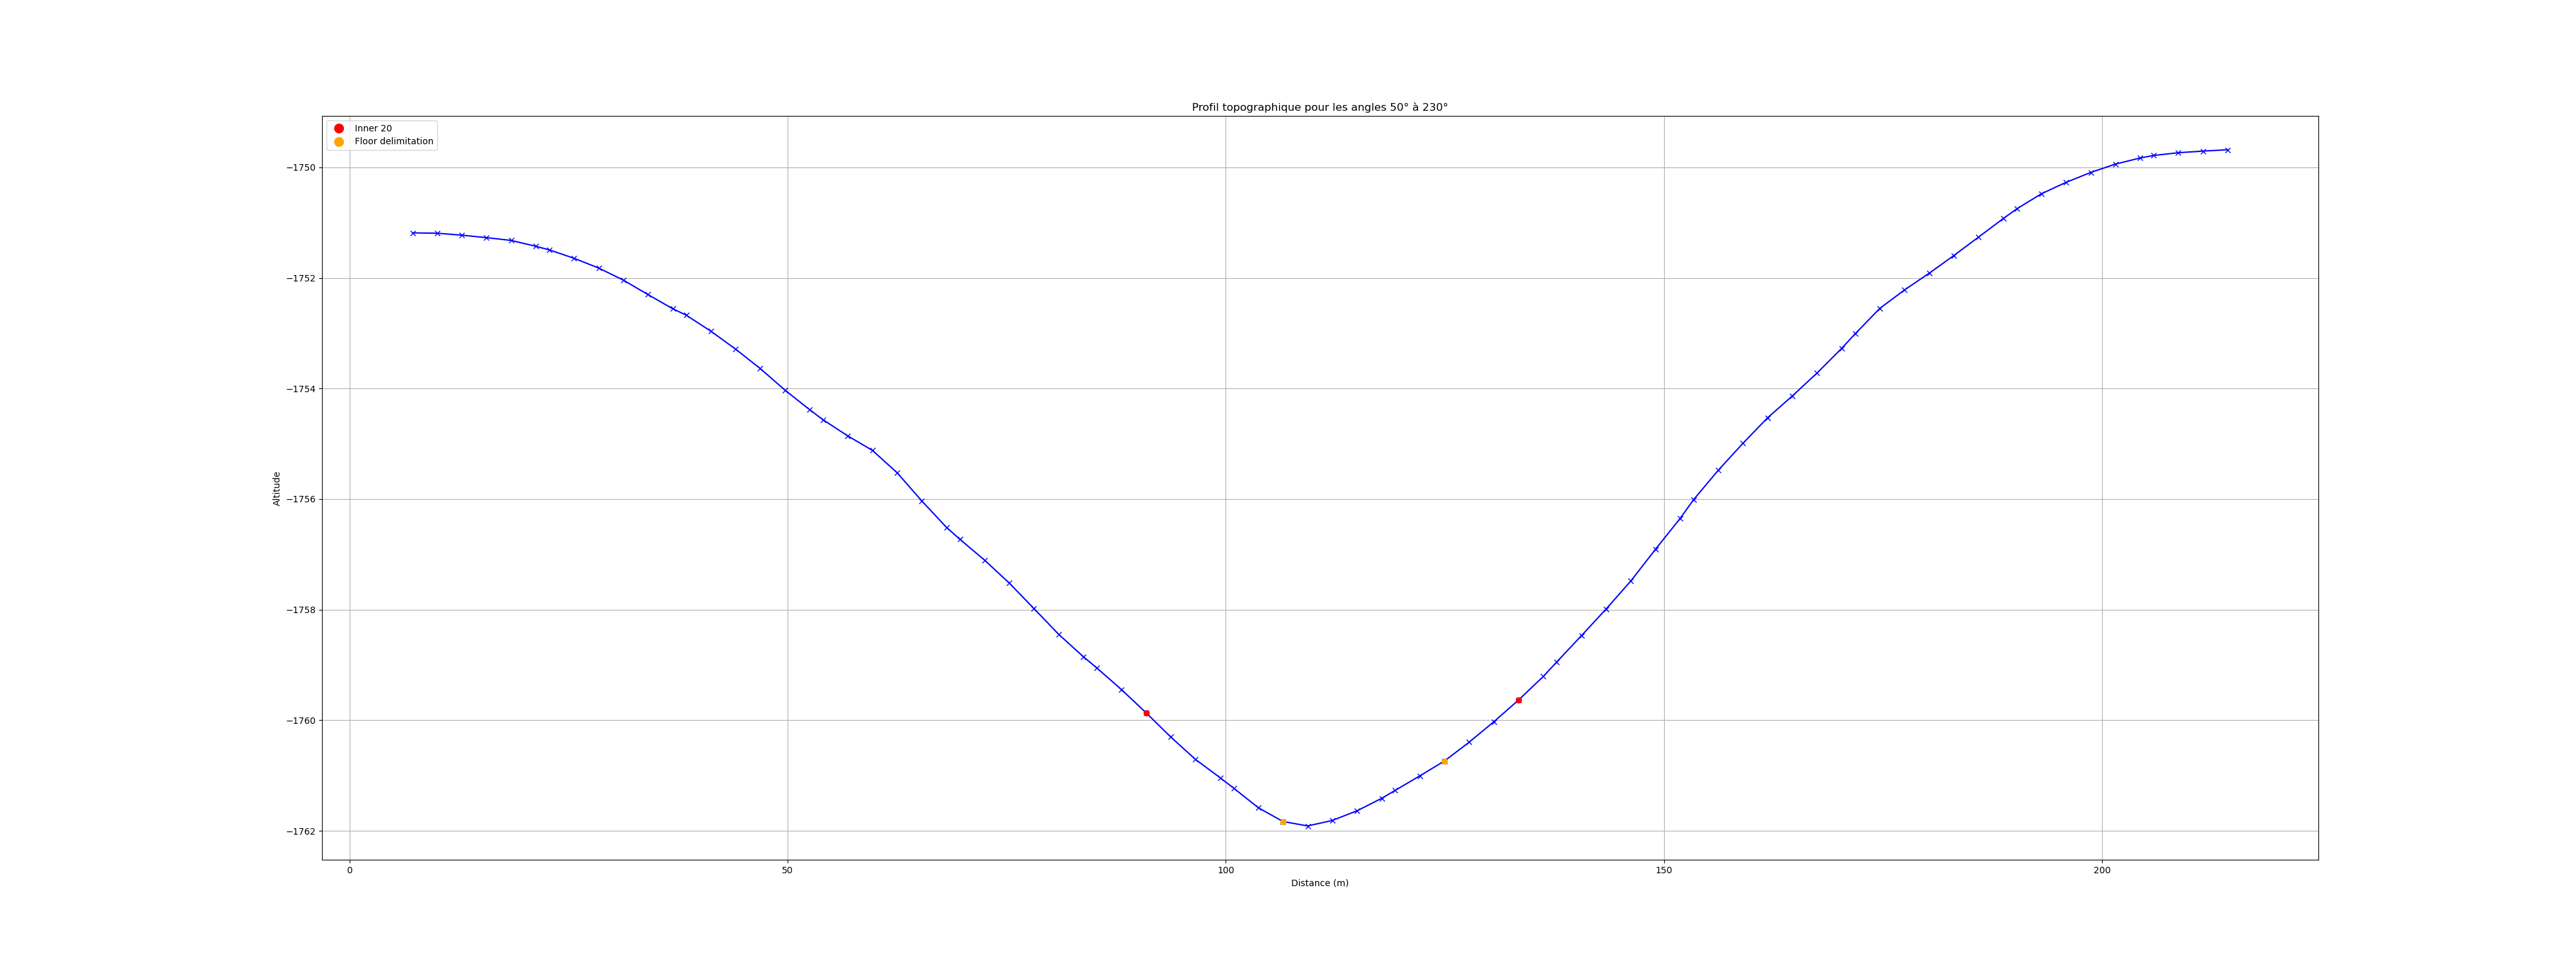 Profil topographique pour les angles 50° à 230°
Inner 20
Floor delimitation
−1750
−1752
−1754
−1756
−1758
−1760
−1762
Altitude
0
50
100
150
200
Distance (m)